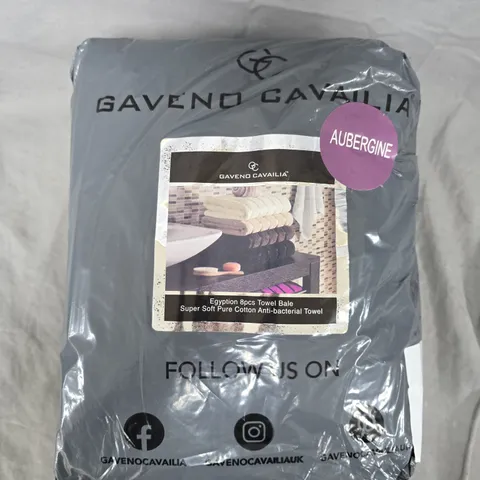 GAVENO CAVAILIA
AUBERGINE
GAVENO CAVAILIA
Egyption 8pcs Towel Bale
Super Soft Pure Cotton Anti-bacterial Towel
FOLLOW US ON
GAVENOCAVAILIA
GAVENOCAVAILIAUK
GAVENOCAVAILIAUK